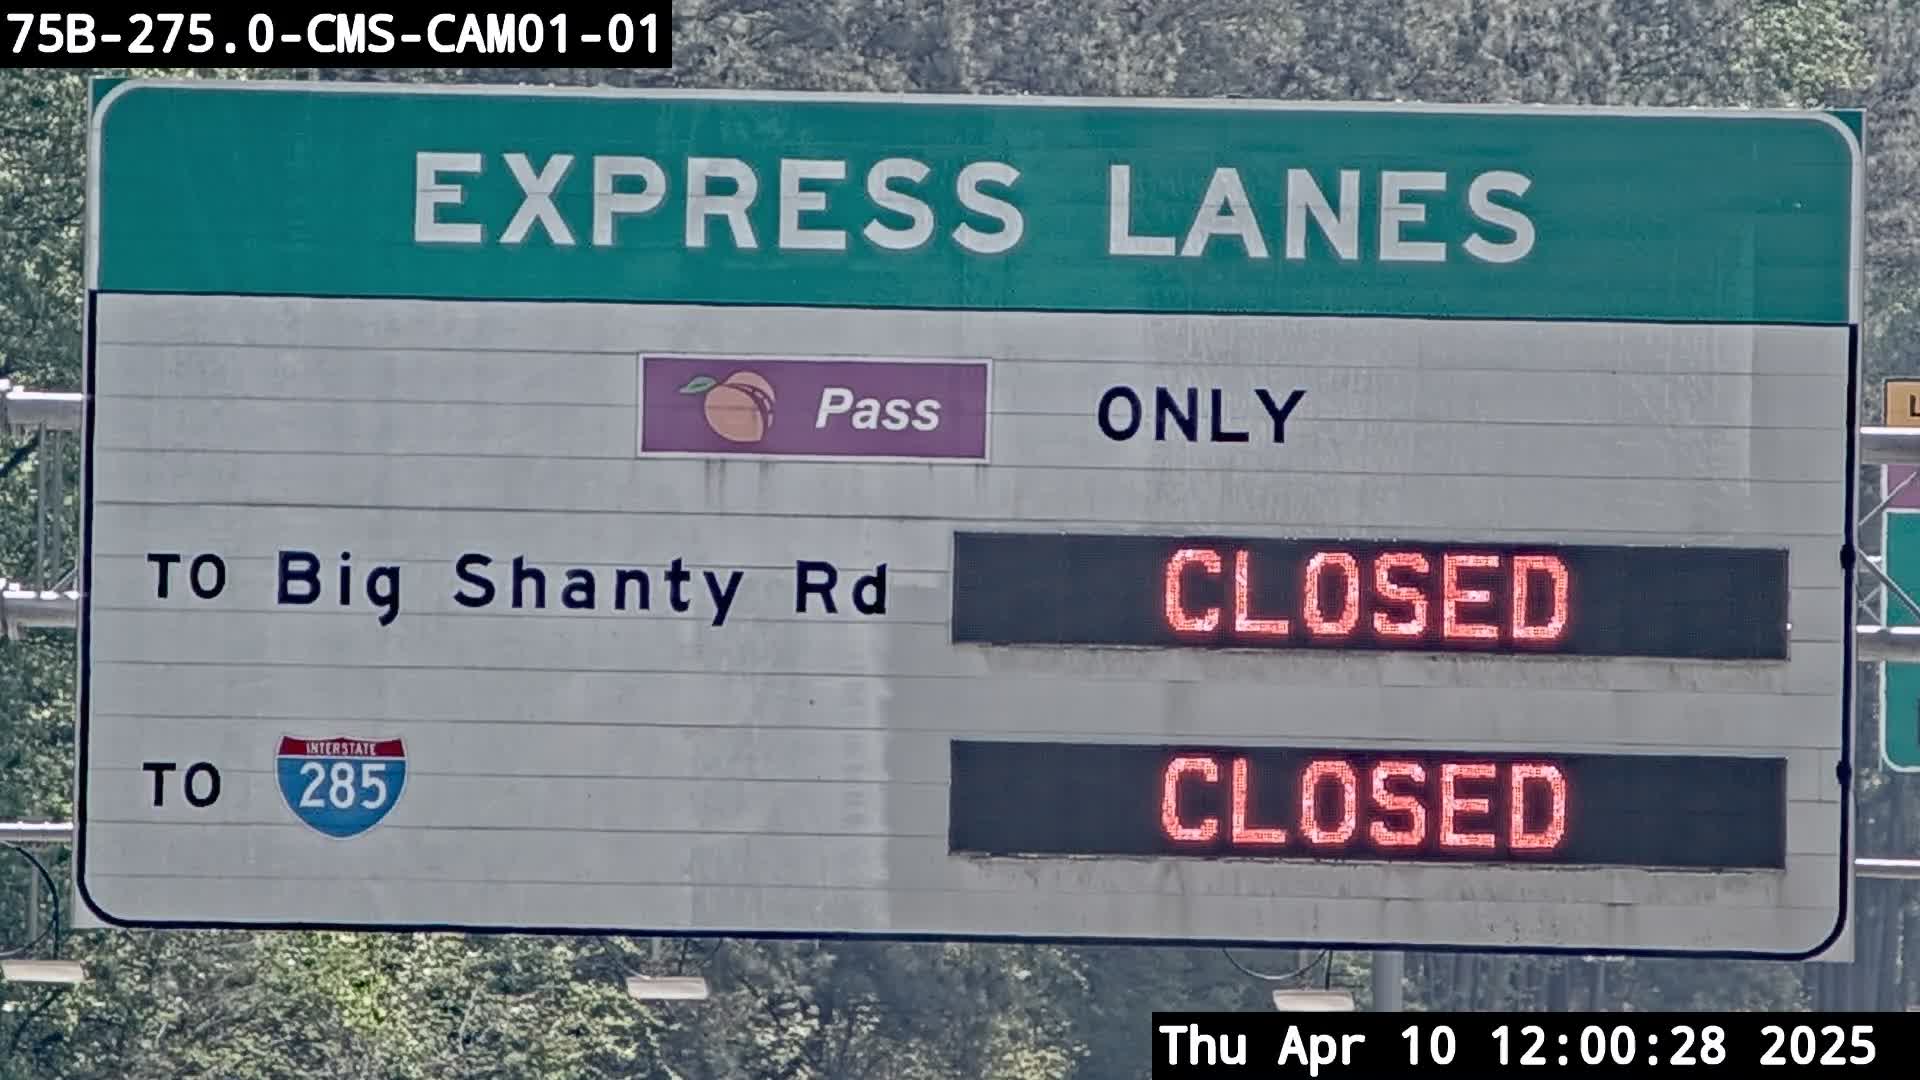 75B-275.0-CMS-CAM01-01
EXPRESS LANES
Pass ONLY
TO Big Shanty Rd CLOSED
TO INTERSTATE 285 CLOSED
Thu Apr 10 12:00:28 2025